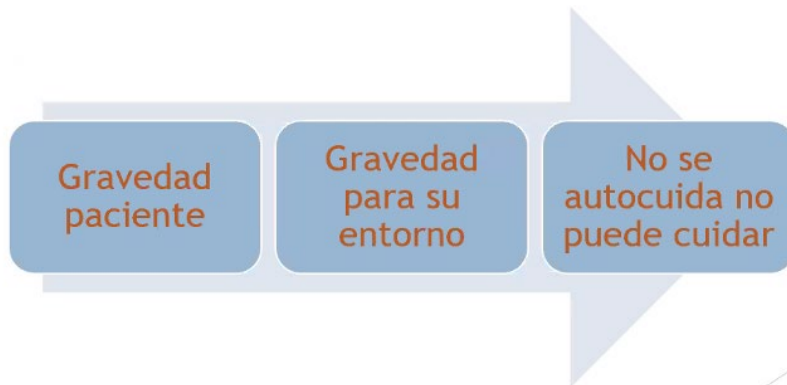 Gravedad
paciente
Gravedad
para su
entorno
No se
autocuida no
puede cuidar